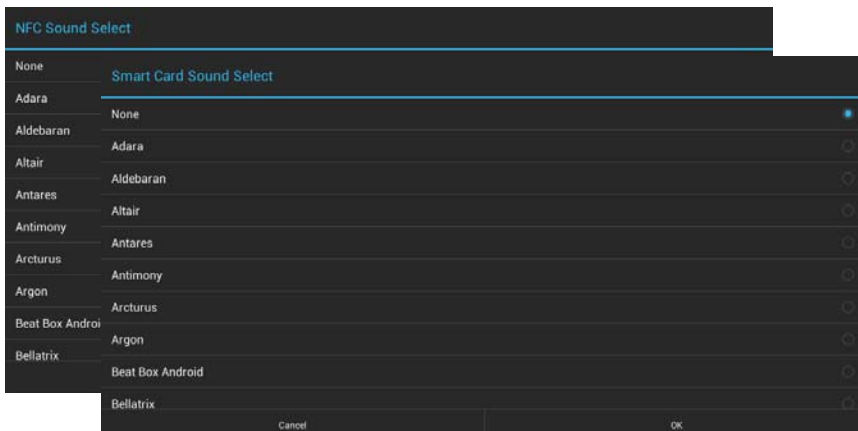 NFC Sound Select
None
Adara
Aldebaran
Altair
Antares
Antimony
Arcturus
Argon
Beat Box Androi
Bellatrix
Smart Card Sound Select
None
Adara
Aldebaran
Altair
Antares
Antimony
Arcturus
Argon
Beat Box Android
Bellatrix
Cancel OK